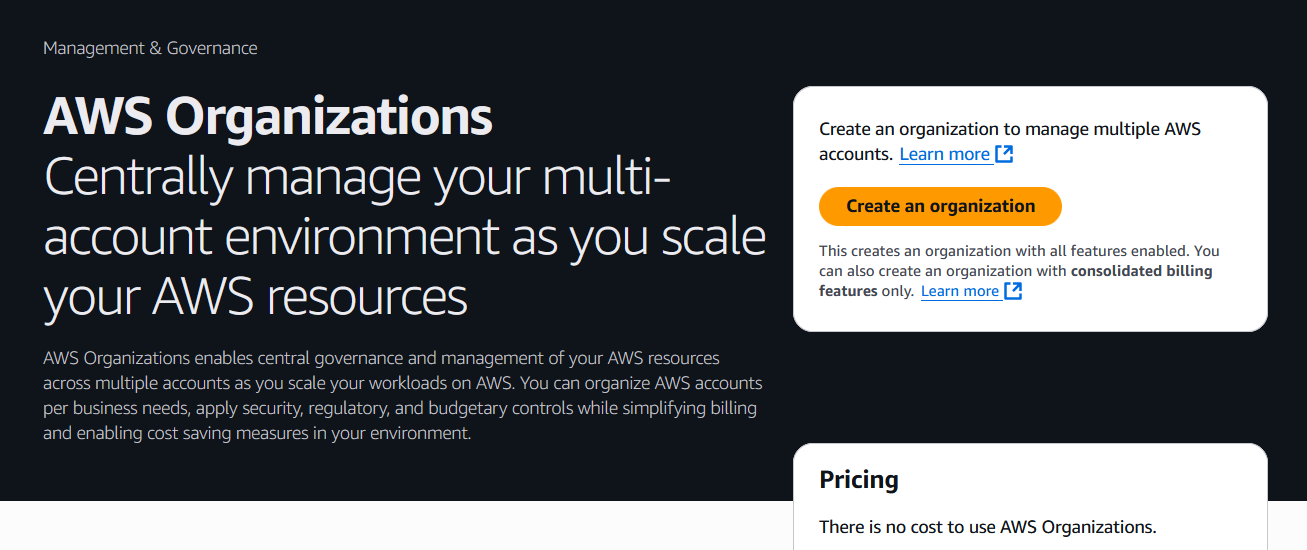 Management & Governance
AWS Organizations
Centrally manage your multi-
account environment as you scale
your AWS resources
AWS Organizations enables central governance and management of your AWS resources
across multiple accounts as you scale your workloads on AWS. You can organize AWS accounts
per business needs, apply security, regulatory, and budgetary controls while simplifying billing
and enabling cost saving measures in your environment.
Create an organization to manage multiple AWS
accounts. Learn more
Create an organization
This creates an organization with all features enabled. You
can also create an organization with consolidated billing
features only. Learn more
Pricing
There is no cost to use AWS Organizations.